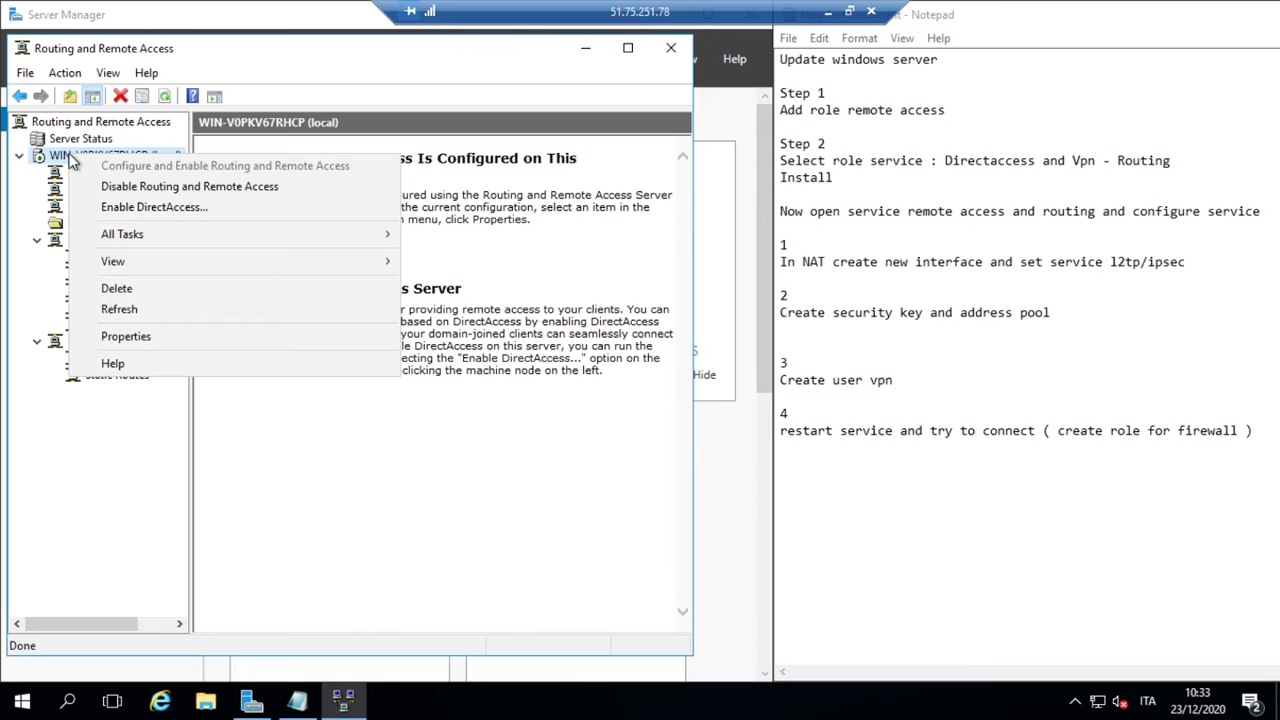 Server Manager
51.75.251.78
- Notepad
Routing and Remote Access
File Action View Help
Help
File Edit Format View Help
Routing and Remote Access
Server Status
WIN-V0PKV67RHCP (local)
Configure and Enable Routing and Remote Access
Disable Routing and Remote Access
Enable DirectAccess...
All Tasks
View
Delete
Refresh
Properties
Help
Static Routes
Is Configured on This
ured using the Routing and Remote Access Server
the current configuration, select an item in the
n menu, click Properties.
s Server
r providing remote access to your clients. You can
based on DirectAccess by enabling DirectAccess
your domain-joined clients can seamlessly connect
le DirectAccess on this server, you can run the
ecting the "Enable DirectAccess..." option on the
clicking the machine node on the left.
Hide
Done
Update windows server
Step 1
Add role remote access
Step 2
Select role service : Directaccess and Vpn - Routing
Install
Now open service remote access and routing and configure service
1
In NAT create new interface and set service l2tp/ipsec
2
Create security key and address pool
3
Create user vpn
4
restart service and try to connect ( create role for firewall )
ITA
10:33
23/12/2020
2